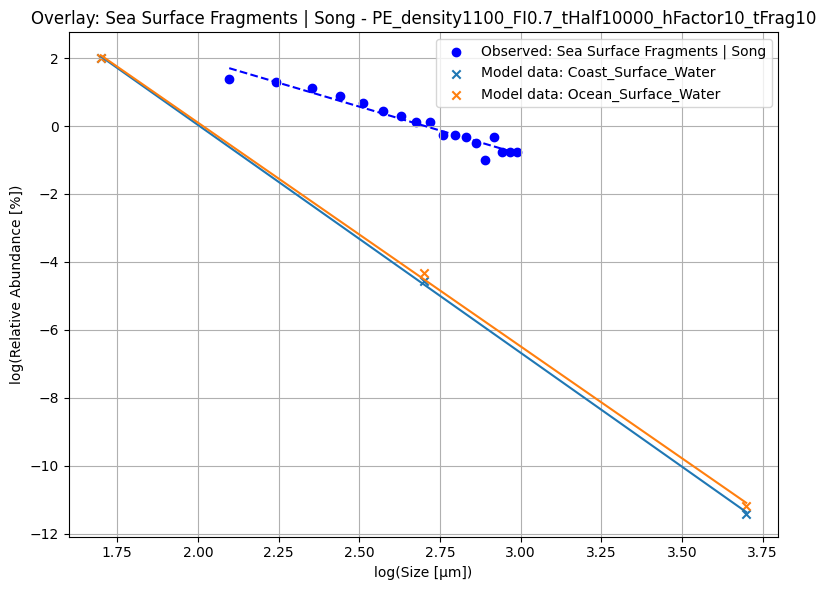 Overlay: Sea Surface Fragments | Song - PE_density1100_FI0.7_tHalf10000_hFactor10_tFrag10
Observed: Sea Surface Fragments | Song
Model data: Coast_Surface_Water
Model data: Ocean_Surface_Water
log(Relative Abundance [%])
2
0
−2
−4
−6
−8
−10
−12
1.75 2.00 2.25 2.50 2.75 3.00 3.25 3.50 3.75
log(Size [μm])